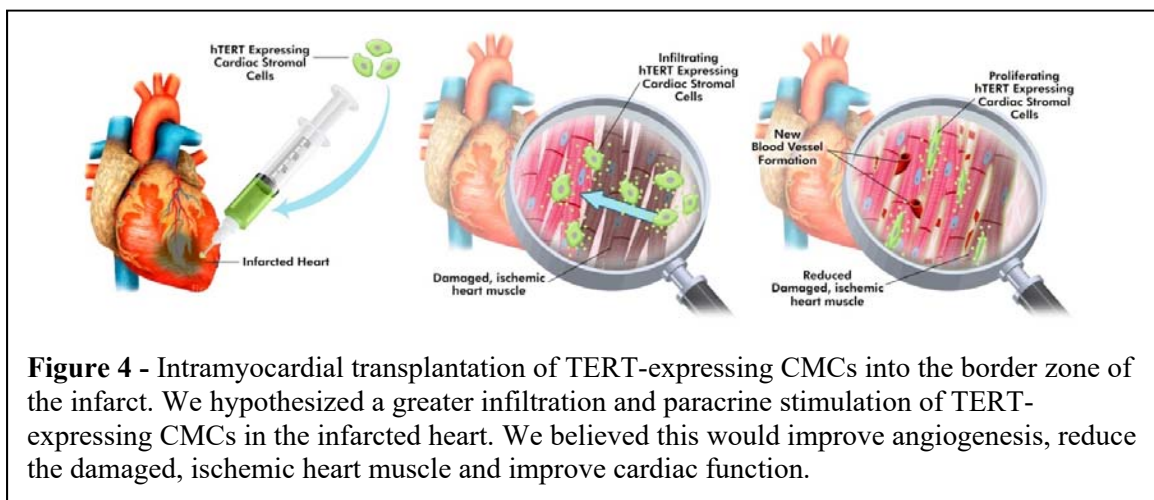 hTERT Expressing
Cardiac Stromal
Cells
Infarcted Heart
Infiltrating
hTERT Expressing
Cardiac Stromal
Cells
Damaged, ischemic
heart muscle
Proliferating
hTERT Expressing
Cardiac Stromal
Cells
New
Blood Vessel
Formation
Reduced
Damaged, ischemic
heart muscle
Figure 4 - Intramyocardial transplantation of TERT-expressing CMCs into the border zone of
the infarct. We hypothesized a greater infiltration and paracrine stimulation of TERT-
expressing CMCs in the infarcted heart. We believed this would improve angiogenesis, reduce
the damaged, ischemic heart muscle and improve cardiac function.